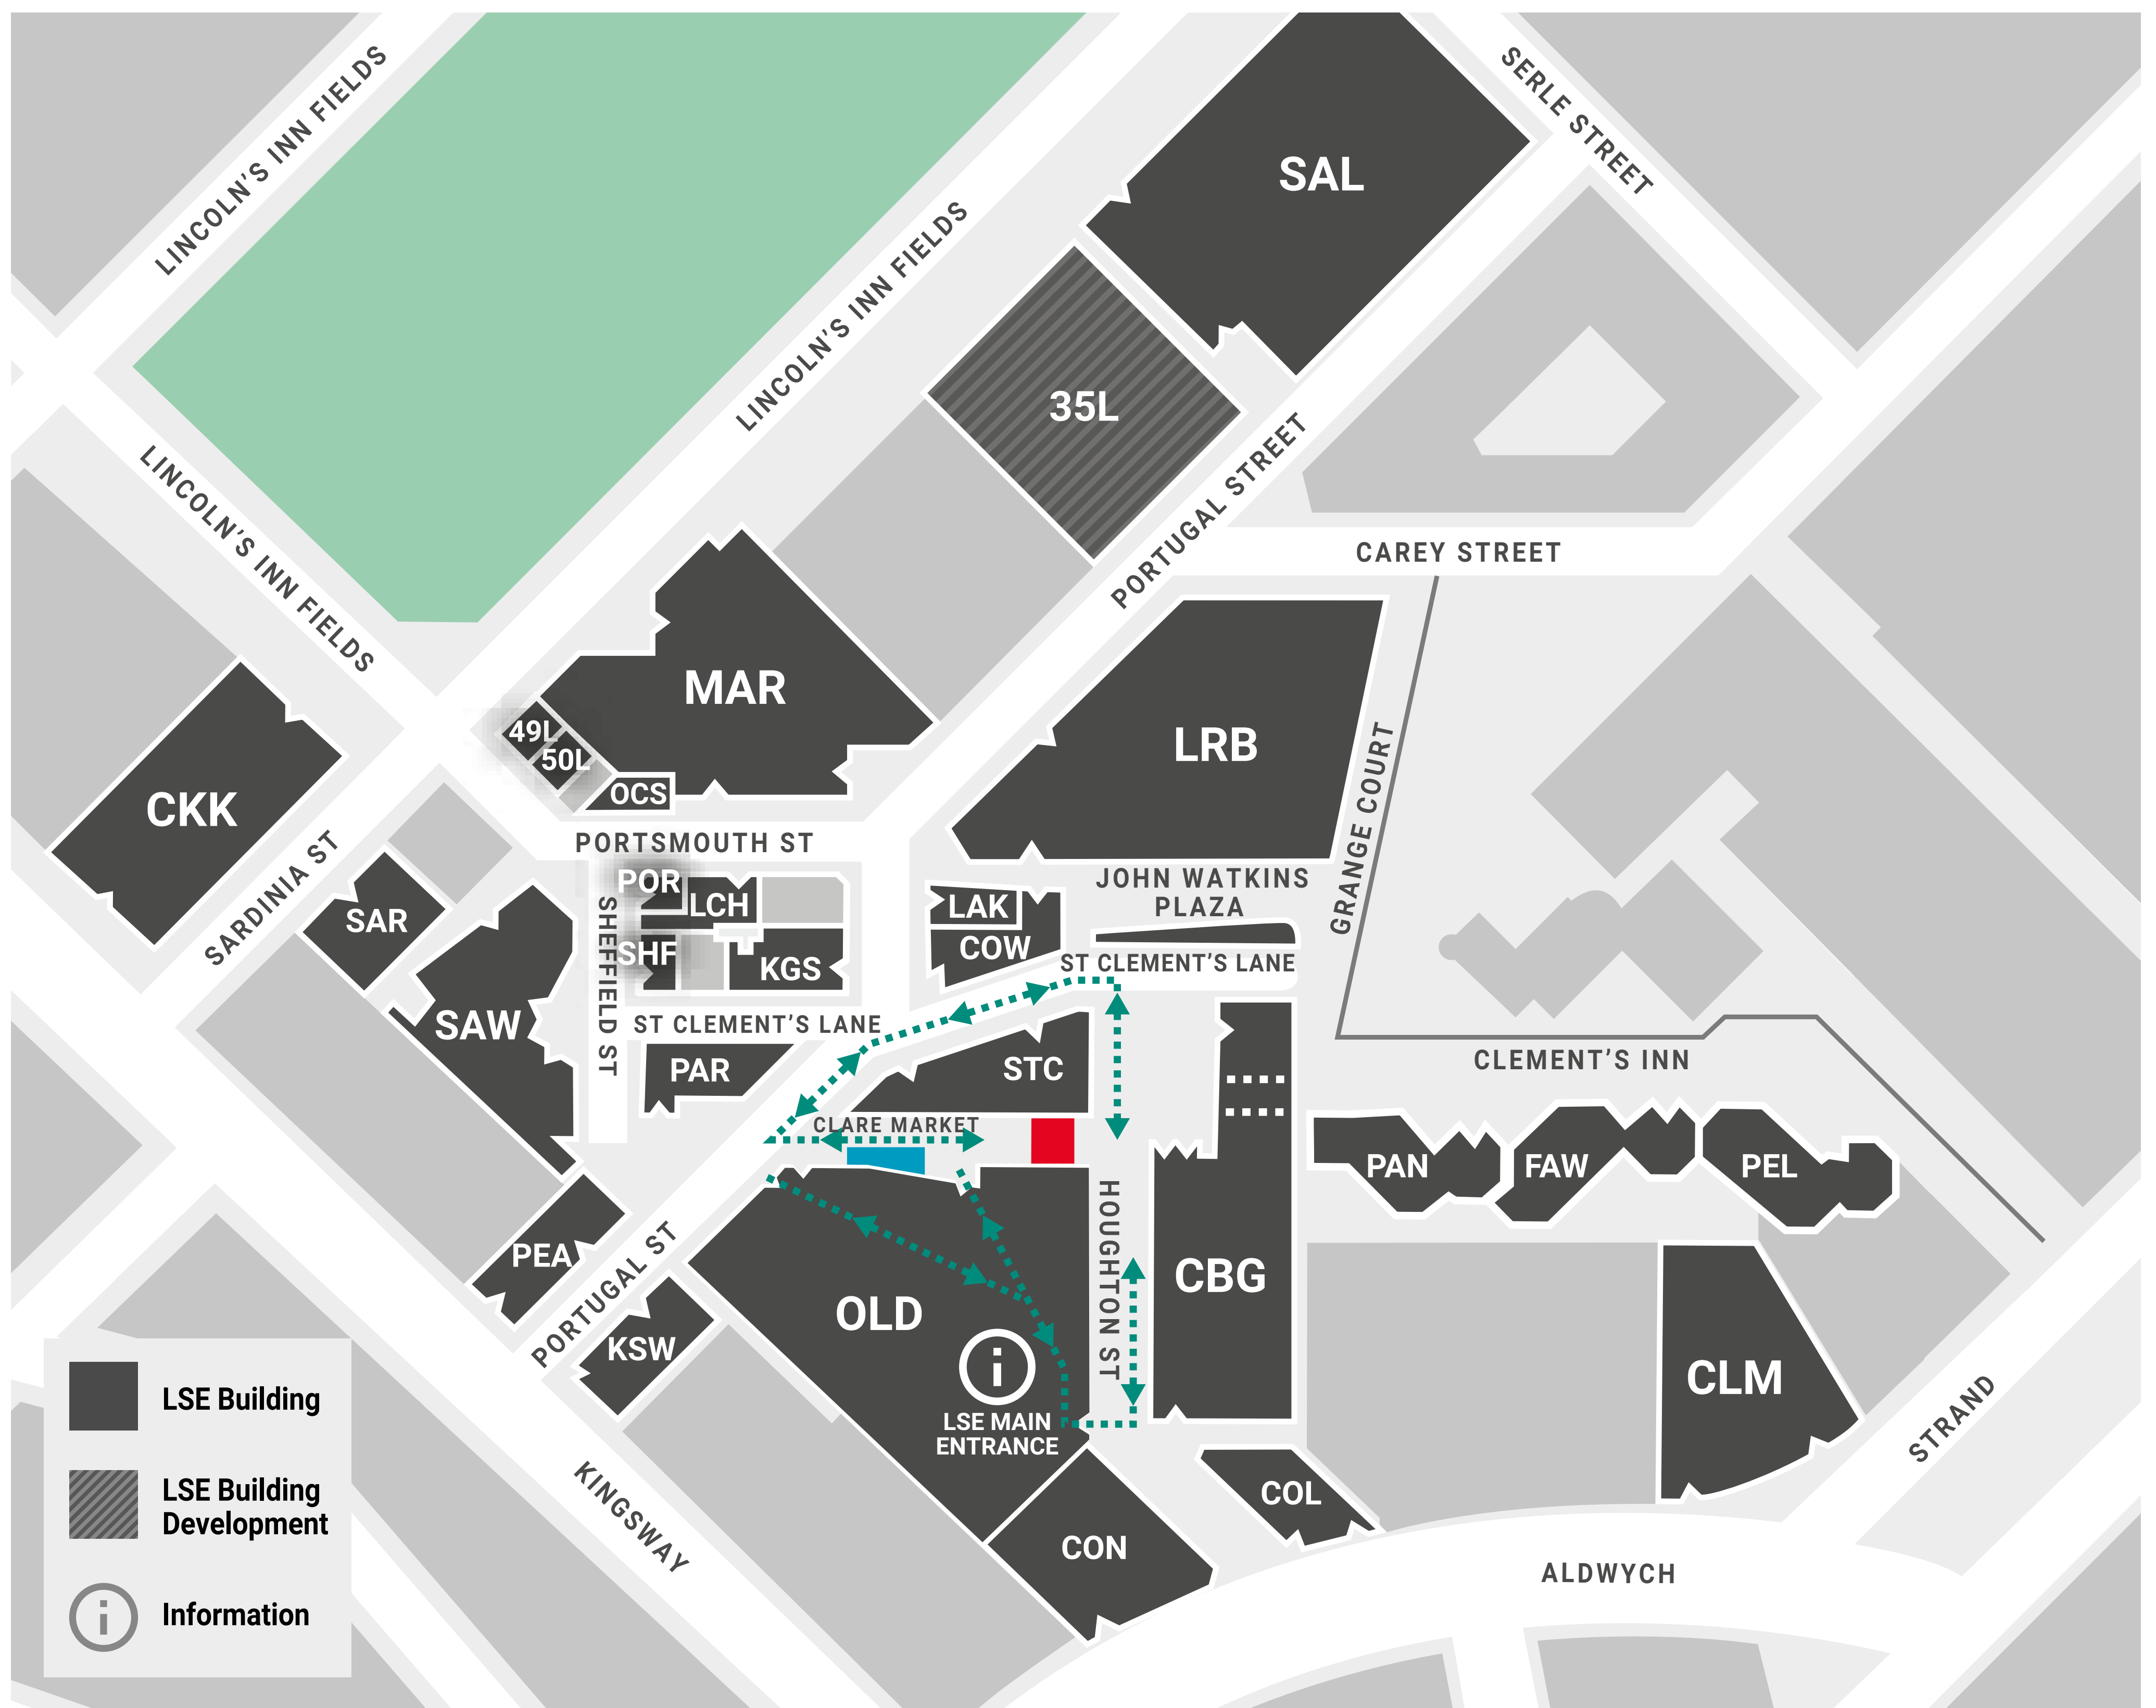 LINCOLN'S INN FIELDS
SERLE STREET
SAL
LINCOLN'S INN FIELDS
35L
LINCOLN'S INN FIELDS
PORTUGAL STREET
CAREY STREET
MAR
49L
50L
LRB
OCS
CKK
GRANGE COURT
PORTSMOUTH ST
SARDINIA ST
SAR
POR
LCH
JOHN WATKINS
PLAZA
LAK
SHEFFIELD ST
SHF
KGS
COW
ST CLEMENT'S LANE
SAW
ST CLEMENT'S LANE
CLEMENT'S INN
PAR
STC
CLARE MARKET
PAN
FAW
PEL
PEA
PORTUGAL ST
HOUGHTON ST
CBG
OLD
KSW
i
LSE MAIN
ENTRANCE
CLM
STRAND
COL
KINGSWAY
CON
ALDWYCH
LSE Building
LSE Building
Development
i
Information